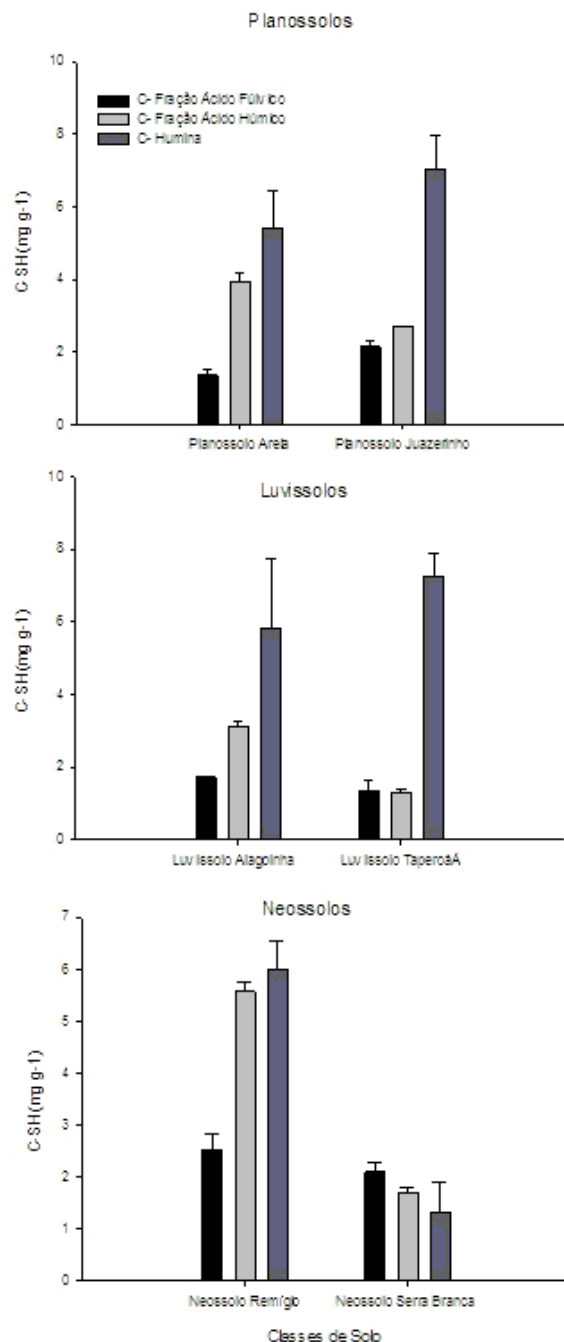 Planossolos
10
C- Fração Ácido Fúlvico
C- Fração Ácido Húmico
C- Humina
8
6
4
2
0
C-SH(mg g-1)
Planossolo Areia
Planossolo Juazerinho
Luvissolos
10
8
6
4
2
0
C-SH(mg g-1)
Luvissolo Alagoinha
Luvissolo TaperoáA
Neossolos
7
6
5
4
3
2
1
0
C-SH(mg g-1)
Neossolo Remígio
Neossolo Serra Branca
Classes de Solo